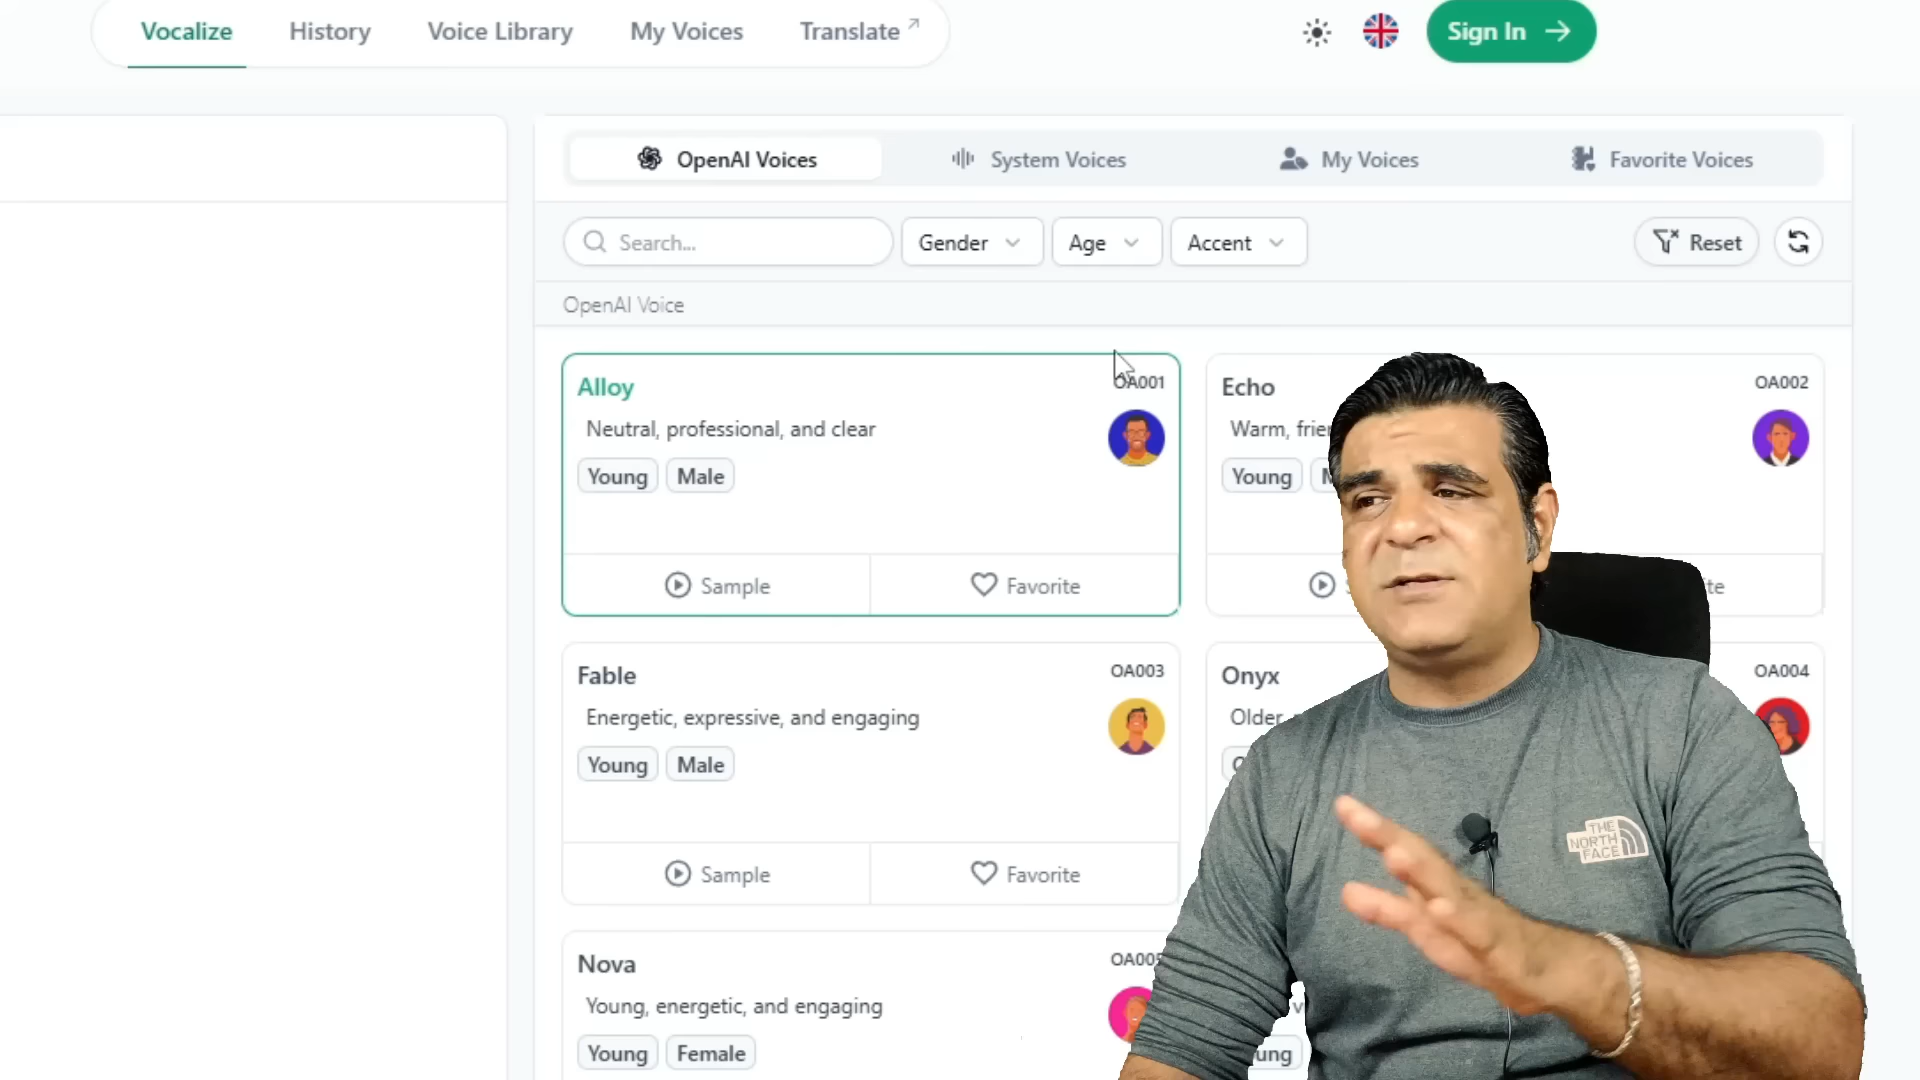 Vocalize History Voice Library My Voices Translate Sign In
OpenAI Voices System Voices My Voices Favorite Voices
Search... Gender Age Accent Reset
OpenAI Voice
Alloy OA001
Neutral, professional, and clear
Young Male
Sample Favorite
Echo OA002
Warm,
Young
Fable OA003
Energetic, expressive, and engaging
Young Male
Sample Favorite
Onyx OA004
Older,
Nova
Young, energetic, and engaging
Young Female
THE
NORTH
FACE